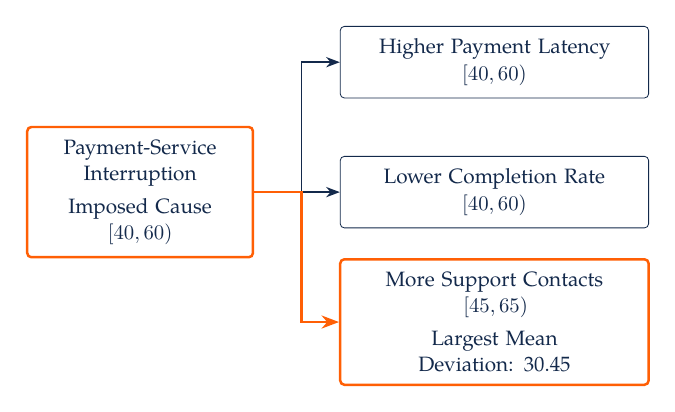 Payment-Service
Interruption
Imposed Cause
[40, 60)
Higher Payment Latency
[40, 60)
Lower Completion Rate
[40, 60)
More Support Contacts
[45, 65)
Largest Mean
Deviation: 30.45